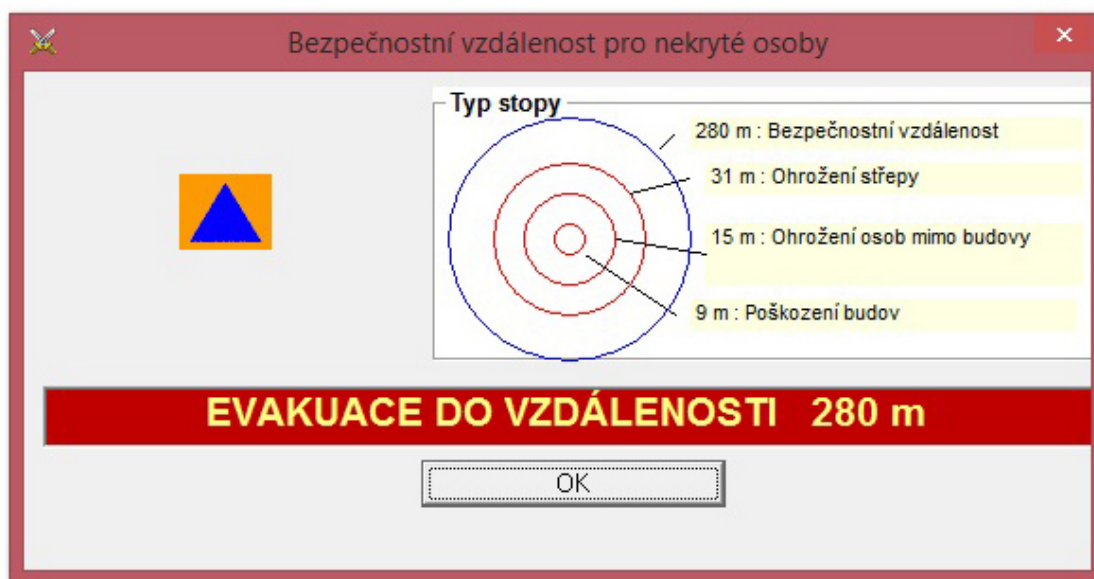 Bezpečnostní vzdálenost pro nekryté osoby
Typ stopy
280 m : Bezpečnostní vzdálenost
31 m : Ohrožení střepy
15 m : Ohrožení osob mimo budovy
9 m : Poškození budov
EVAKUACE DO VZDÁLENOSTI 280 m
OK